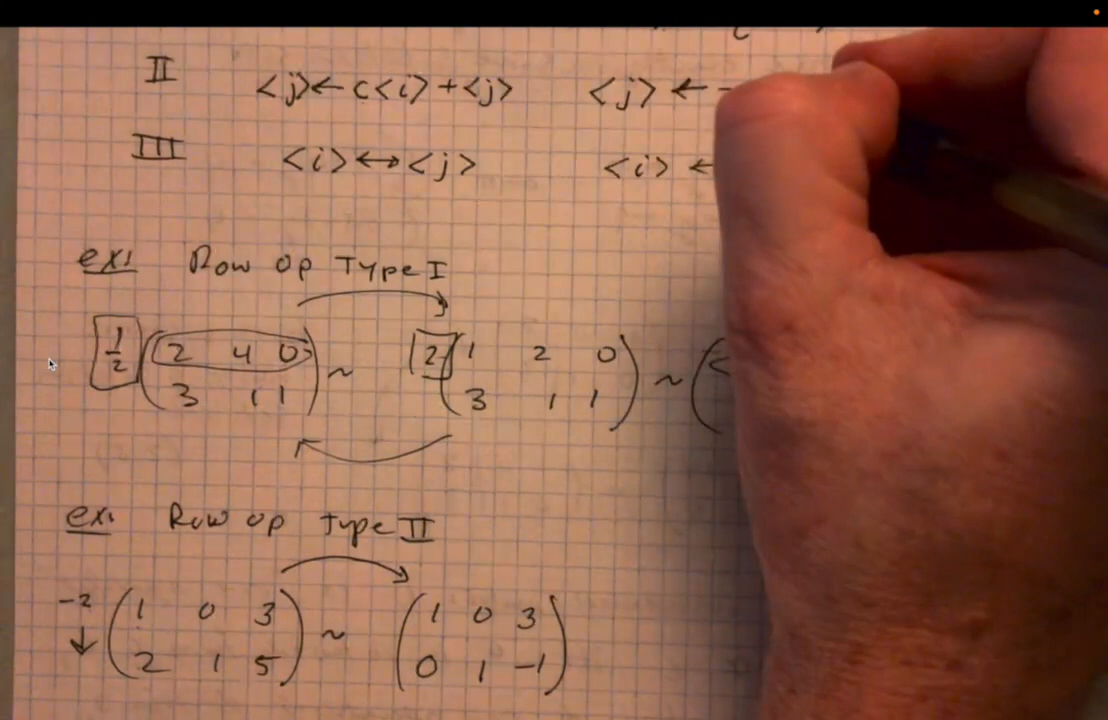 II <j> ← c<i> + <j> <j> ← -
III <i> ↔ <j> <i> ←
ex: Row op Type I
1/2 ( 2 4 0 ) ~ 2 ( 1 2 0 ) ~ (
( 3 1 1 ) ( 3 1 1 )
ex: Row op type II
-2 ( 1 0 3 ) ~ ( 1 0 3 )
↓ ( 2 1 5 ) ( 0 1 -1 )